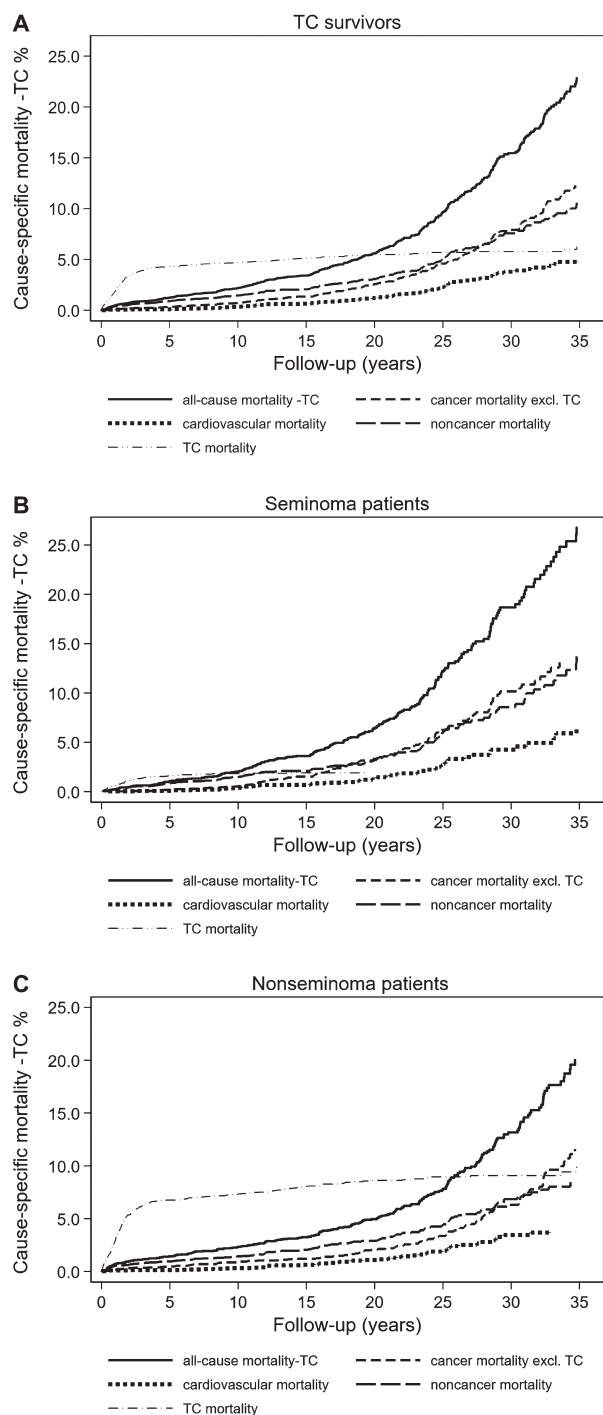 A
TC survivors
Cause-specific mortality -TC %
25.0
20.0
15.0
10.0
5.0
0.0
0 5 10 15 20 25 30 35
Follow-up (years)
all-cause mortality -TC
cancer mortality excl. TC
cardiovascular mortality
noncancer mortality
TC mortality
B
Seminoma patients
Cause-specific mortality -TC %
25.0
20.0
15.0
10.0
5.0
0.0
0 5 10 15 20 25 30 35
Follow-up (years)
all-cause mortality-TC
cancer mortality excl. TC
cardiovascular mortality
noncancer mortality
TC mortality
C
Nonseminoma patients
Cause-specific mortality -TC %
25.0
20.0
15.0
10.0
5.0
0.0
0 5 10 15 20 25 30 35
Follow-up (years)
all-cause mortality-TC
cancer mortality excl. TC
cardiovascular mortality
noncancer mortality
TC mortality